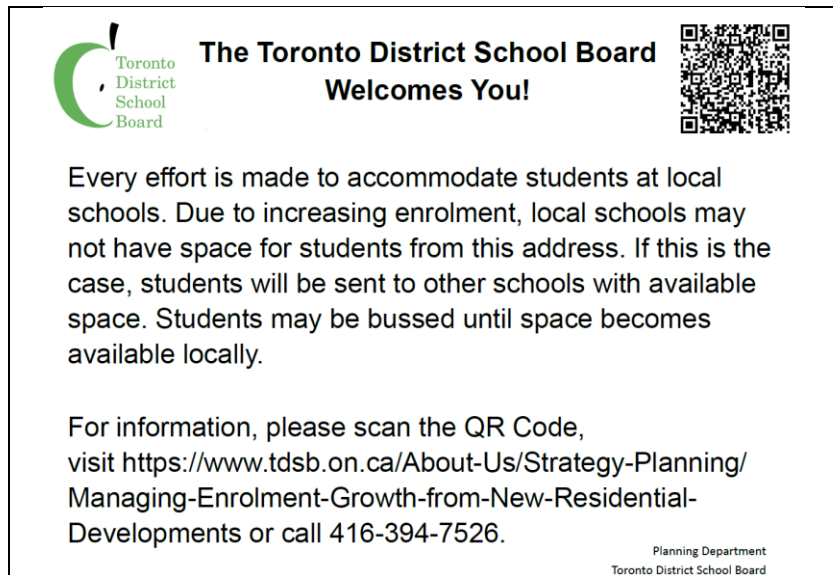 Toronto
District
School
Board
The Toronto District School Board
Welcomes You!
Every effort is made to accommodate students at local
schools. Due to increasing enrolment, local schools may
not have space for students from this address. If this is the
case, students will be sent to other schools with available
space. Students may be bussed until space becomes
available locally.
For information, please scan the QR Code,
visit https://www.tdsb.on.ca/About-Us/Strategy-Planning/
Managing-Enrolment-Growth-from-New-Residential-
Developments or call 416-394-7526.
Planning Department
Toronto District School Board